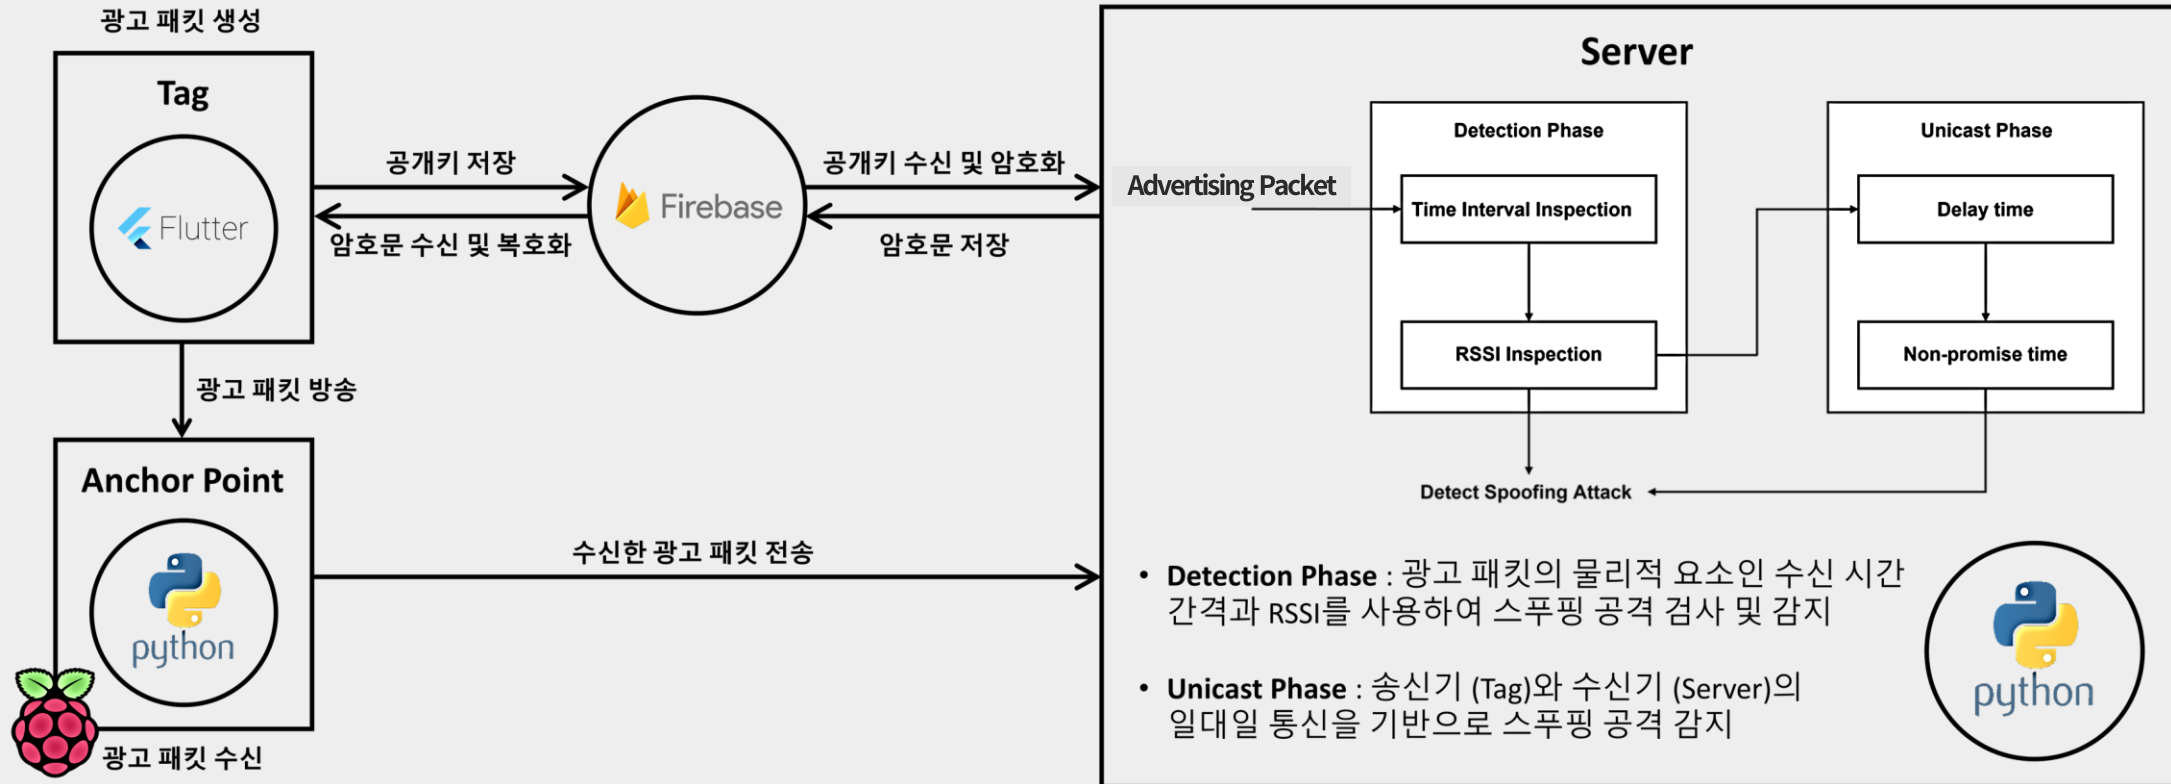 광고 패킷 생성
Tag
Flutter
공개키 저장
암호문 수신 및 복호화
Firebase
공개키 수신 및 암호화
암호문 저장
광고 패킷 방송
Anchor Point
python
광고 패킷 수신
수신한 광고 패킷 전송
Server
Advertising Packet
Detection Phase
Time Interval Inspection
RSSI Inspection
Unicast Phase
Delay time
Non-promise time
Detect Spoofing Attack
• Detection Phase : 광고 패킷의 물리적 요소인 수신 시간
간격과 RSSI를 사용하여 스푸핑 공격 검사 및 감지
• Unicast Phase : 송신기 (Tag)와 수신기 (Server)의
일대일 통신을 기반으로 스푸핑 공격 감지
python